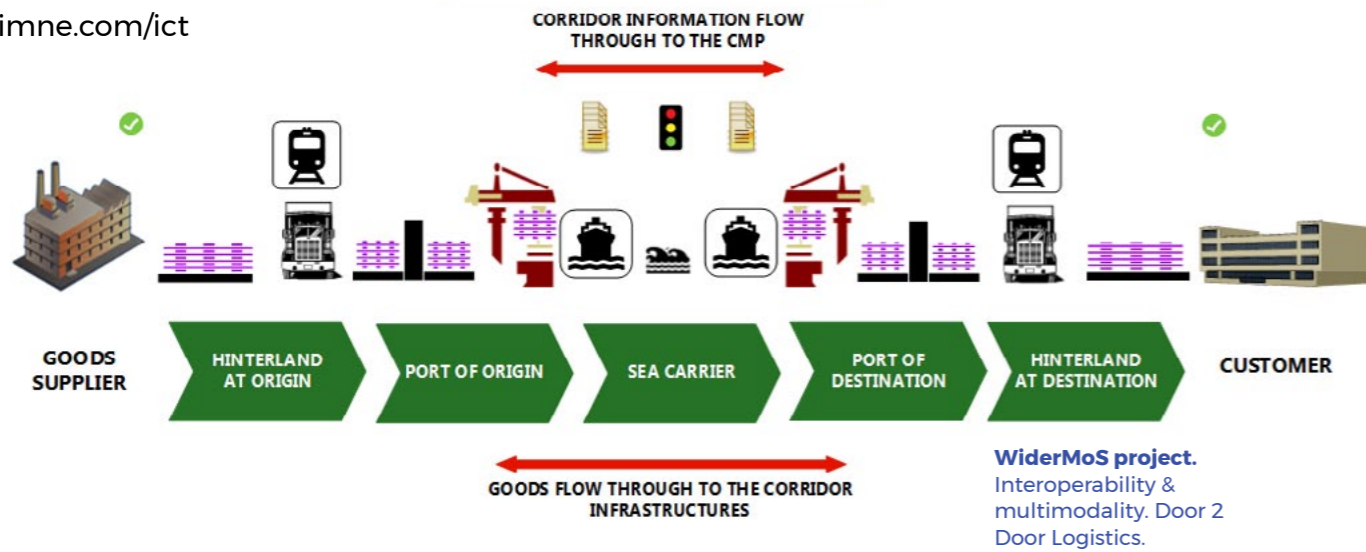 imne.com/ict
CORRIDOR INFORMATION FLOW
THROUGH TO THE CMP
GOODS
SUPPLIER
HINTERLAND
AT ORIGIN
PORT OF ORIGIN
SEA CARRIER
PORT OF
DESTINATION
HINTERLAND
AT DESTINATION
CUSTOMER
GOODS FLOW THROUGH TO THE CORRIDOR
INFRASTRUCTURES
WiderMoS project.
Interoperability &
multimodality. Door 2
Door Logistics.